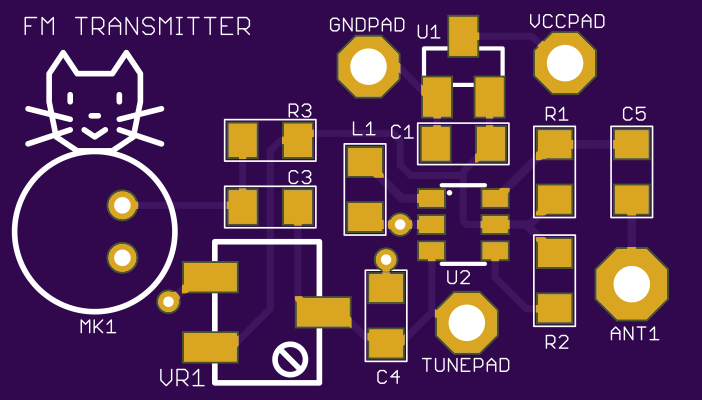 FM TRANSMITTER
GNDPAD
U1
VCCPAD
R3
L1
C1
R1
C5
C3
U2
MK1
VR1
C4
TUNEPAD
R2
ANT1